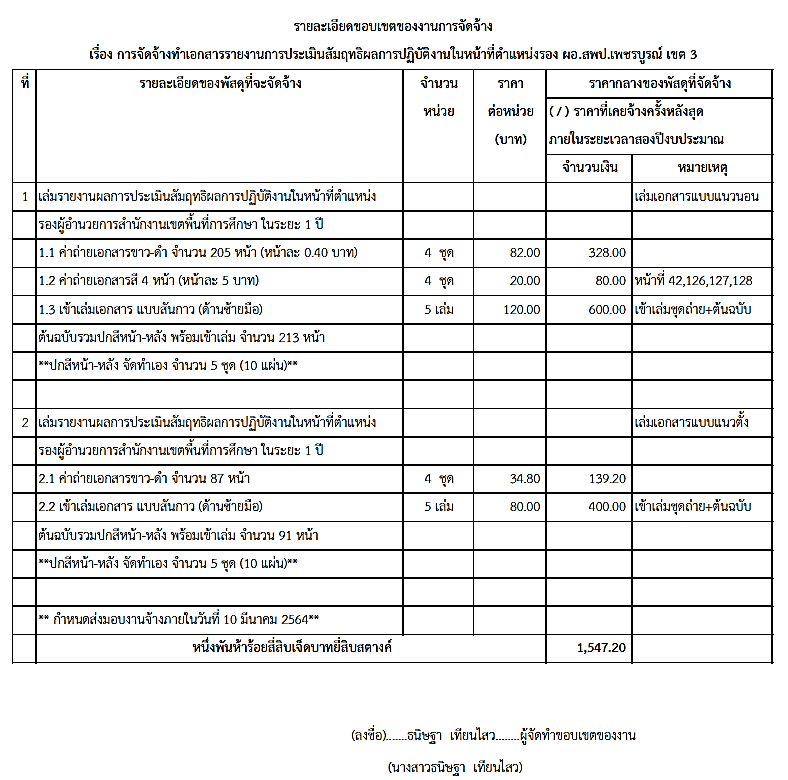 รายละเอียดขอบเขตของงานการจัดจ้าง
เรื่อง การจัดจ้างทำเอกสารรายงานการประเมินสัมฤทธิผลการปฏิบัติงานในหน้าที่ตำแหน่งรอง ผอ.สพป.เพชรบูรณ์ เขต 3
ที่ รายละเอียดของพัสดุที่จะจัดจ้าง จำนวน ราคา ราคากลางของพัสดุที่จัดจ้าง
หน่วย ต่อหน่วย ( / ) ราคาที่เคยจ้างครั้งหลังสุด
(บาท) ภายในระยะเวลาสองปีงบประมาณ
จำนวนเงิน หมายเหตุ
1 เล่มรายงานผลการประเมินสัมฤทธิผลการปฏิบัติงานในหน้าที่ตำแหน่ง เล่มเอกสารแบบแนวนอน
รองผู้อำนวยการสำนักงานเขตพื้นที่การศึกษา ในระยะ 1 ปี
1.1 ค่าถ่ายเอกสารขาว-ดำ จำนวน 205 หน้า (หน้าละ 0.40 บาท) 4 ชุด 82.00 328.00
1.2 ค่าถ่ายเอกสารสี 4 หน้า (หน้าละ 5 บาท) 4 ชุด 20.00 80.00 หน้าที่ 42,126,127,128
1.3 เข้าเล่มเอกสาร แบบสันกาว (ด้านซ้ายมือ) 5 เล่ม 120.00 600.00 เข้าเล่มชุดถ่าย+ต้นฉบับ
ต้นฉบับรวมปกสีหน้า-หลัง พร้อมเข้าเล่ม จำนวน 213 หน้า
**ปกสีหน้า-หลัง จัดทำเอง จำนวน 5 ชุด (10 แผ่น)**
2 เล่มรายงานผลการประเมินสัมฤทธิผลการปฏิบัติงานในหน้าที่ตำแหน่ง เล่มเอกสารแบบแนวตั้ง
รองผู้อำนวยการสำนักงานเขตพื้นที่การศึกษา ในระยะ 1 ปี
2.1 ค่าถ่ายเอกสารขาว-ดำ จำนวน 87 หน้า 4 ชุด 34.80 139.20
2.2 เข้าเล่มเอกสาร แบบสันกาว (ด้านซ้ายมือ) 5 เล่ม 80.00 400.00 เข้าเล่มชุดถ่าย+ต้นฉบับ
ต้นฉบับรวมปกสีหน้า-หลัง พร้อมเข้าเล่ม จำนวน 91 หน้า
**ปกสีหน้า-หลัง จัดทำเอง จำนวน 5 ชุด (10 แผ่น)**
** กำหนดส่งมอบงานจ้างภายในวันที่ 10 มีนาคม 2564**
หนึ่งพันห้าร้อยสี่สิบเจ็ดบาทยี่สิบสตางค์ 1,547.20
(ลงชื่อ)......ธนิษฐา เทียนไสว........ผู้จัดทำขอบเขตของงาน
(นางสาวธนิษฐา เทียนไสว)